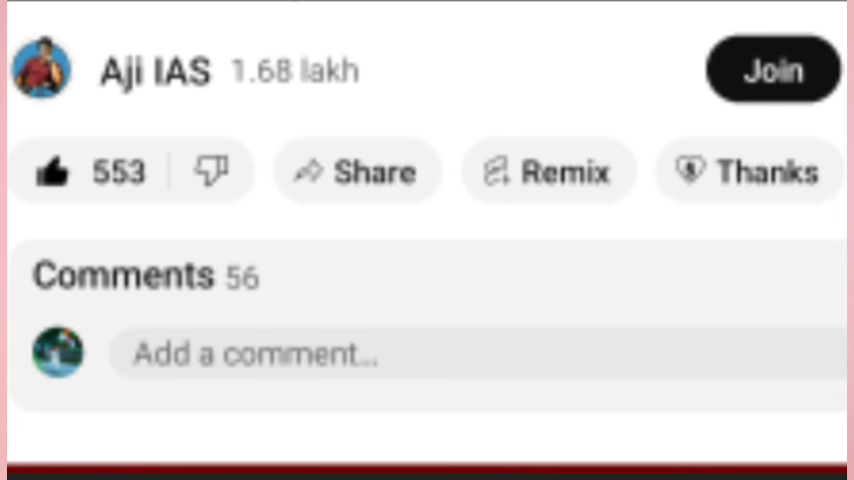 Aji IAS 1.68 lakh Join
553 Share Remix Thanks
Comments 56
Add a comment...